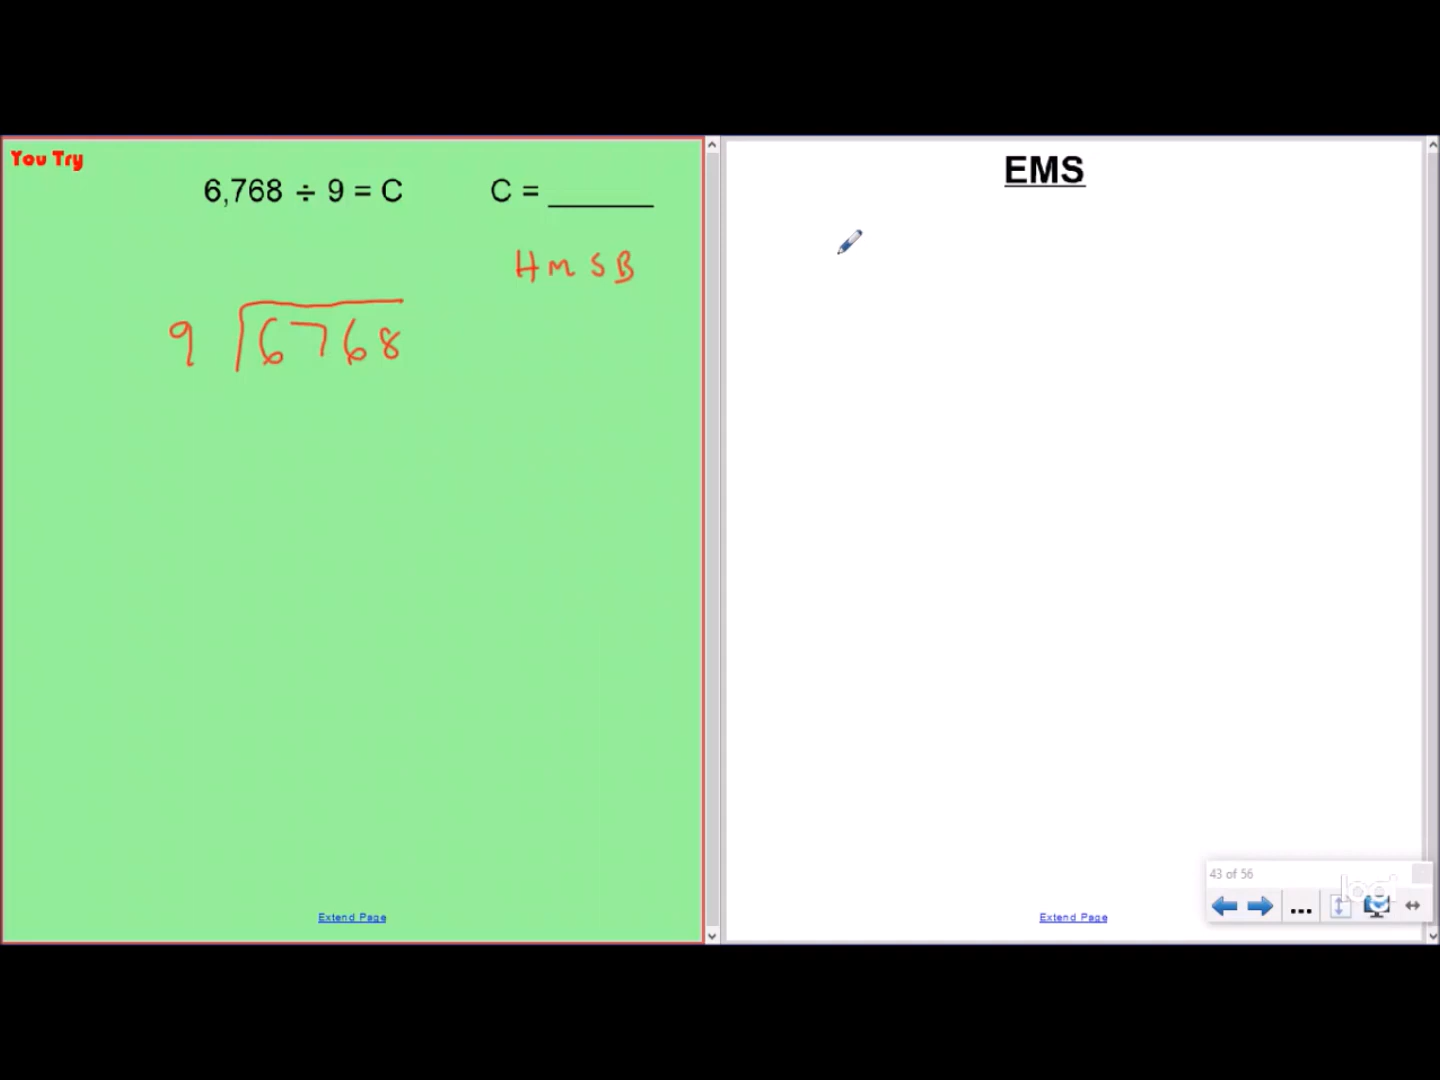 You Try
6,768 ÷ 9 = C C = ______
H M S B
9 6768
Extend Page
EMS
Extend Page
43 of 56
...